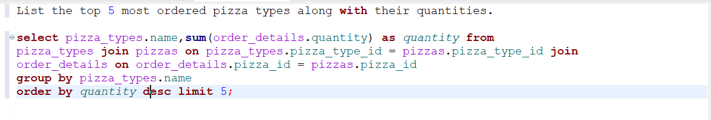 List the top 5 most ordered pizza types along with their quantities.
select pizza_types.name,sum(order_details.quantity) as quantity from
pizza_types join pizzas on pizza_types.pizza_type_id = pizzas.pizza_type_id join
order_details on order_details.pizza_id = pizzas.pizza_id
group by pizza_types.name
order by quantity desc limit 5;